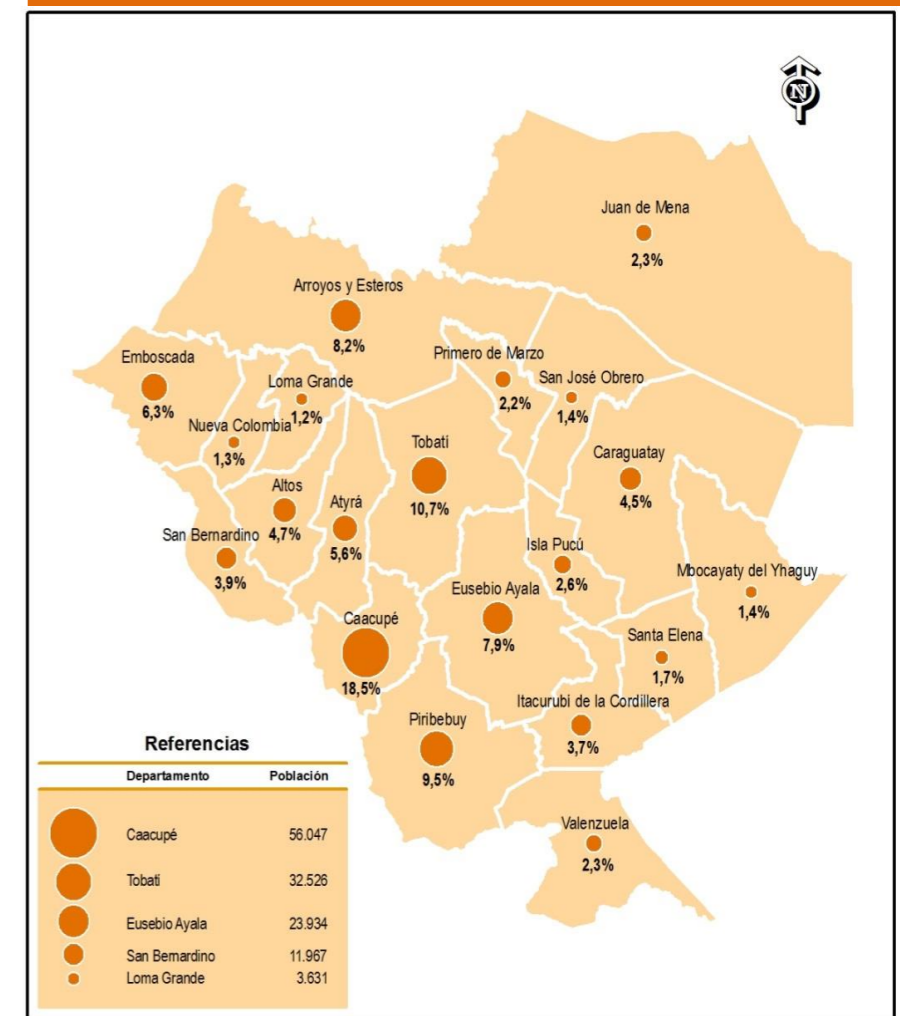 N
Juan de Mena
2,3%
Arroyos y Esteros
8,2%
Primero de Marzo
2,2%
Emboscada
6,3%
San José Obrero
1,4%
Loma Grande
1,2%
Nueva Colombia
1,3%
Tobatí
10,7%
Caraguatay
4,5%
Altos
4,7%
Atyrá
5,6%
San Bernardino
3,9%
Isla Pucú
2,6%
Mbocayaty del Yhaguy
1,4%
Eusebio Ayala
7,9%
Caacupé
18,5%
Santa Elena
1,7%
Itacurubi de la Cordillera
3,7%
Piribebuy
9,5%
Valenzuela
2,3%
Referencias
Departamento Población
Caacupé 56.047
Tobatí 32.526
Eusebio Ayala 23.934
San Bernardino 11.967
Loma Grande 3.631